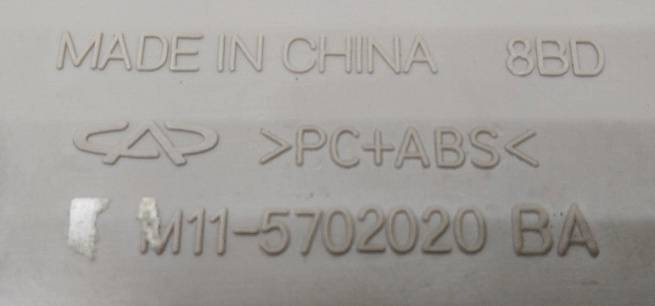 MADE IN CHINA 8BD
>PC+ABS<
M11-5702020 BA